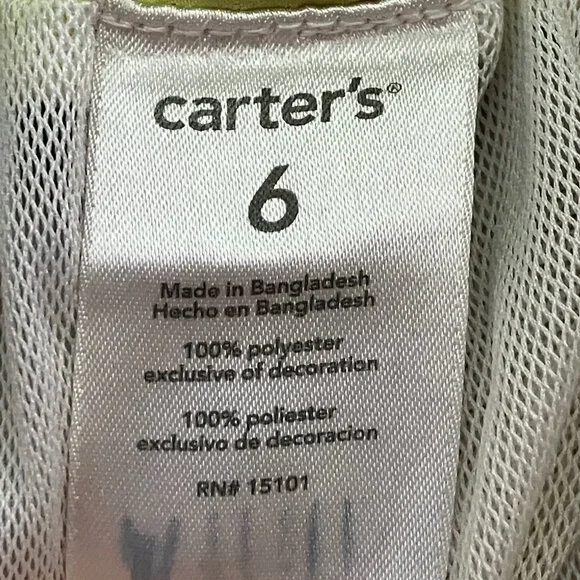 carter's®
6
Made in Bangladesh
Hecho en Bangladesh
100% polyester
exclusive of decoration
100% poliester
exclusivo de decoracion
RN# 15101